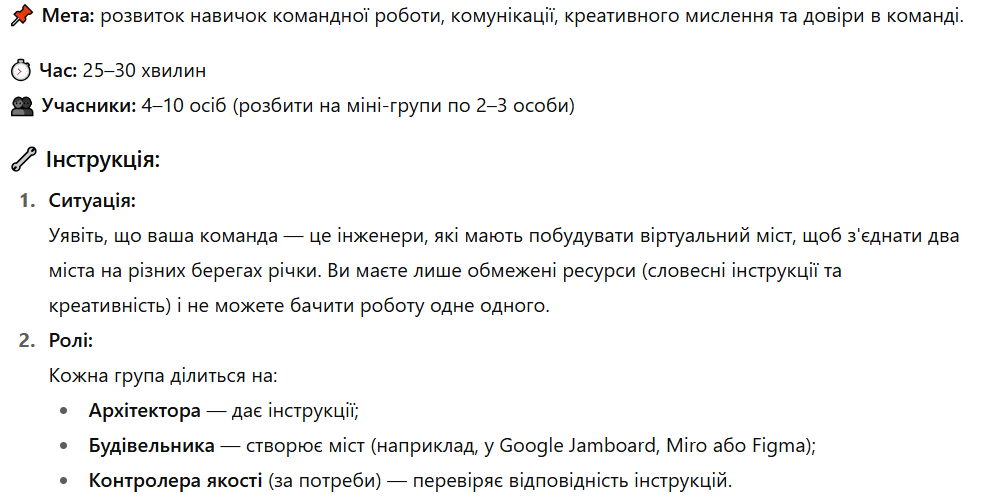 📌 Мета: розвиток навичок командної роботи, комунікації, креативного мислення та довіри в команді.
⏱ Час: 25–30 хвилин
👥 Учасники: 4–10 осіб (розбити на міні-групи по 2–3 особи)
🔧 Інструкція:
1. Ситуація:
Уявіть, що ваша команда — це інженери, які мають побудувати віртуальний міст, щоб з'єднати два
міста на різних берегах річки. Ви маєте лише обмежені ресурси (словесні інструкції та
креативність) і не можете бачити роботу одне одного.
2. Ролі:
Кожна група ділиться на:
• Архітектора — дає інструкції;
• Будівельника — створює міст (наприклад, у Google Jamboard, Miro або Figma);
• Контролера якості (за потреби) — перевіряє відповідність інструкцій.